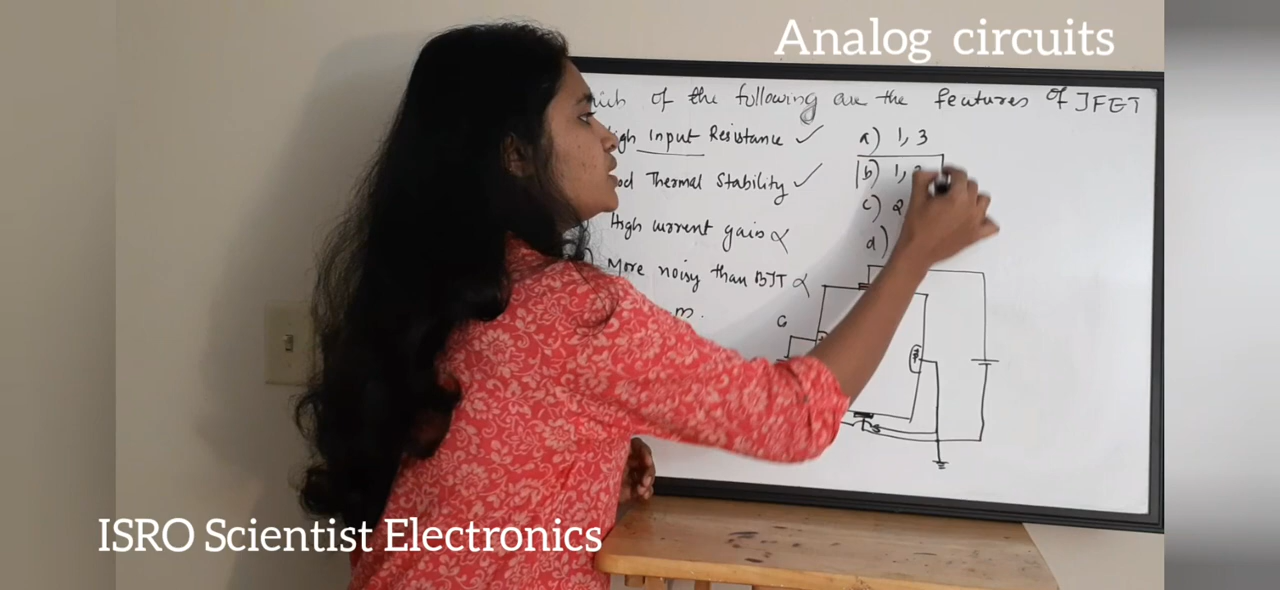 Analog circuits
of the following are the features of JFET
Input Resistance ✓
Thermal Stability ✓
High current gain
More noisy than BJT
a) 1, 3
b) 1,
c) 2
d)
G
ISRO Scientist Electronics